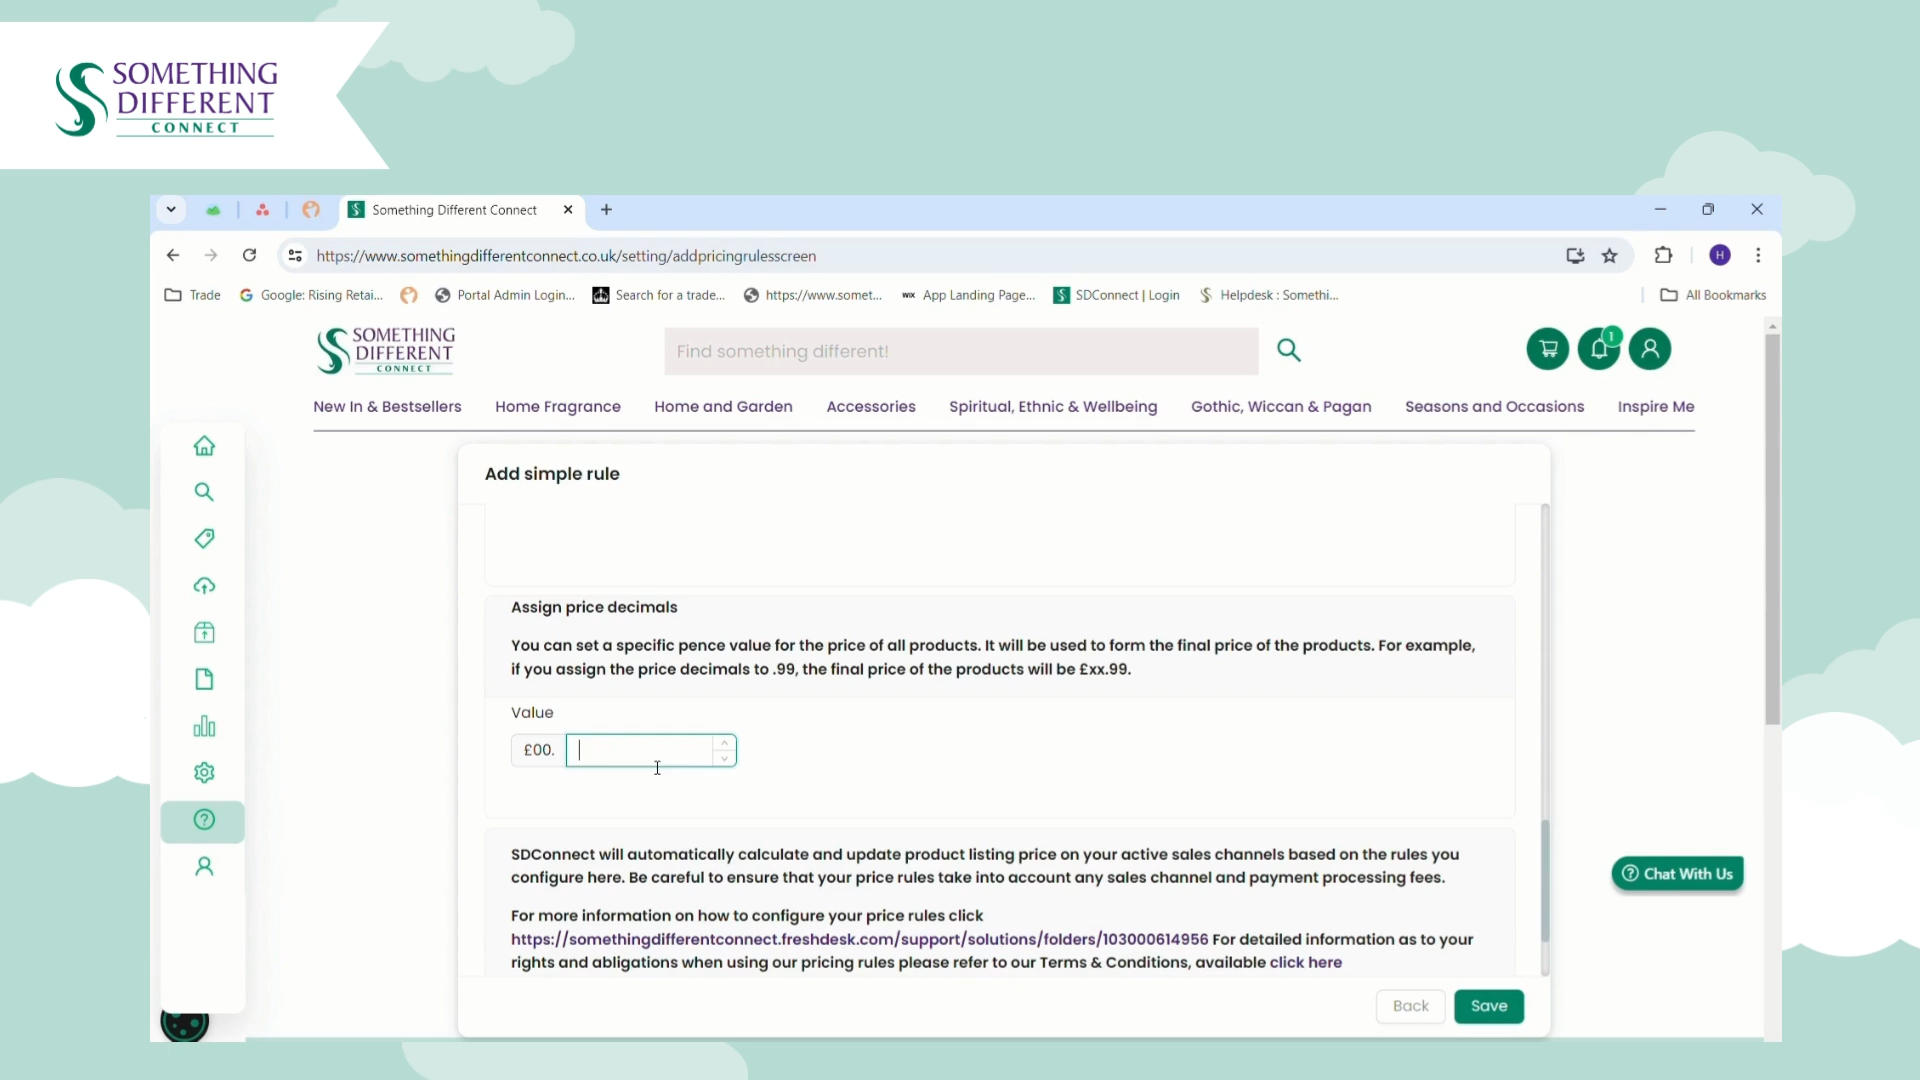 SOMETHING
DIFFERENT
CONNECT
Something Different Connect
https://www.somethingdifferentconnect.co.uk/setting/addpricingrulesscreen
H
Trade
Google: Rising Retai...
Portal Admin Login...
Search for a trade...
https://www.somet...
WIX App Landing Page...
SDConnect | Login
Helpdesk : Somethi...
All Bookmarks
SOMETHING
DIFFERENT
CONNECT
Find something different!
1
New In & Bestsellers
Home Fragrance
Home and Garden
Accessories
Spiritual, Ethnic & Wellbeing
Gothic, Wiccan & Pagan
Seasons and Occasions
Inspire Me
Add simple rule
Assign price decimals
You can set a specific pence value for the price of all products. It will be used to form the final price of the products. For example,
if you assign the price decimals to .99, the final price of the products will be £xx.99.
Value
£00.
SDConnect will automatically calculate and update product listing price on your active sales channels based on the rules you
configure here. Be careful to ensure that your price rules take into account any sales channel and payment processing fees.
For more information on how to configure your price rules click
https://somethingdifferentconnect.freshdesk.com/support/solutions/folders/103000614956 For detailed information as to your
rights and abligations when using our pricing rules please refer to our Terms & Conditions, available click here
Chat With Us
Back
Save